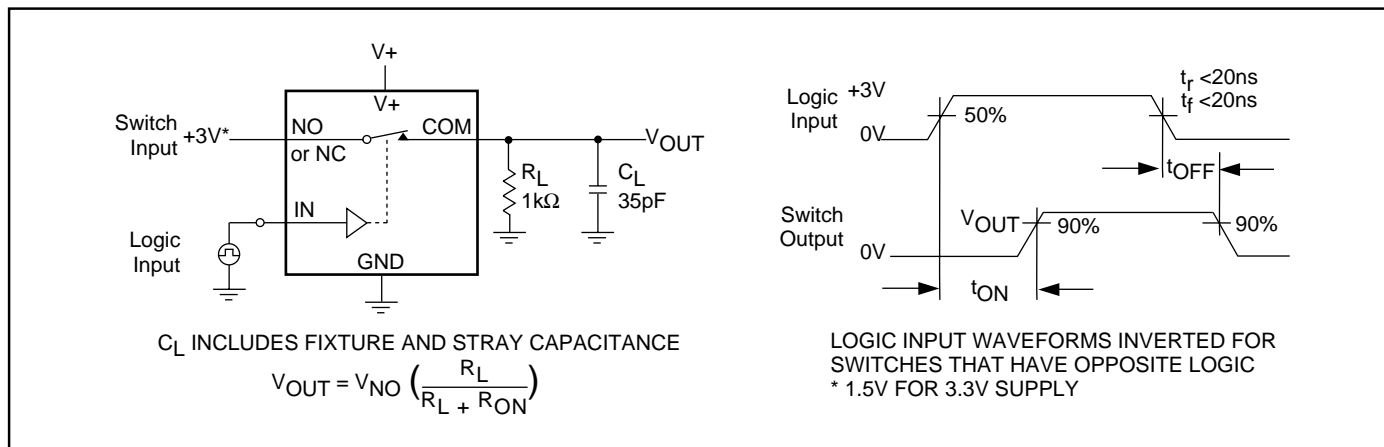 V+
V+
Switch
Input
+3V*
NO
or NC
COM
VOUT
RL
1kΩ
CL
35pF
IN
Logic
Input
GND
CL INCLUDES FIXTURE AND STRAY CAPACITANCE
VOUT = VNO (RL / RL + RON)
Logic
Input
+3V
0V
50%
tr <20ns
tf <20ns
tOFF
Switch
Output
VOUT
0V
90%
90%
tON
LOGIC INPUT WAVEFORMS INVERTED FOR
SWITCHES THAT HAVE OPPOSITE LOGIC
* 1.5V FOR 3.3V SUPPLY